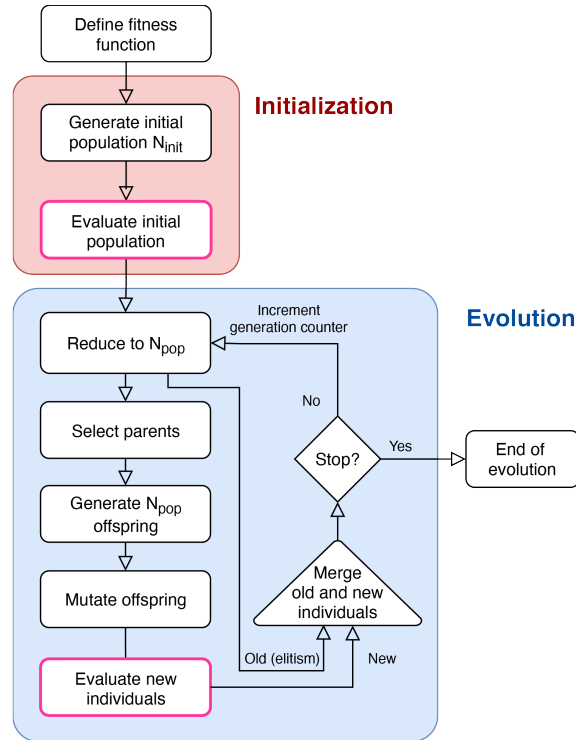 Define fitness
function
Initialization
Generate initial
population N_init
Evaluate initial
population
Increment
generation counter
Evolution
Reduce to N_pop
No
Select parents
Stop?
Yes
End of
evolution
Generate N_pop
offspring
Merge
old and new
individuals
Mutate offspring
Old (elitism)
New
Evaluate new
individuals